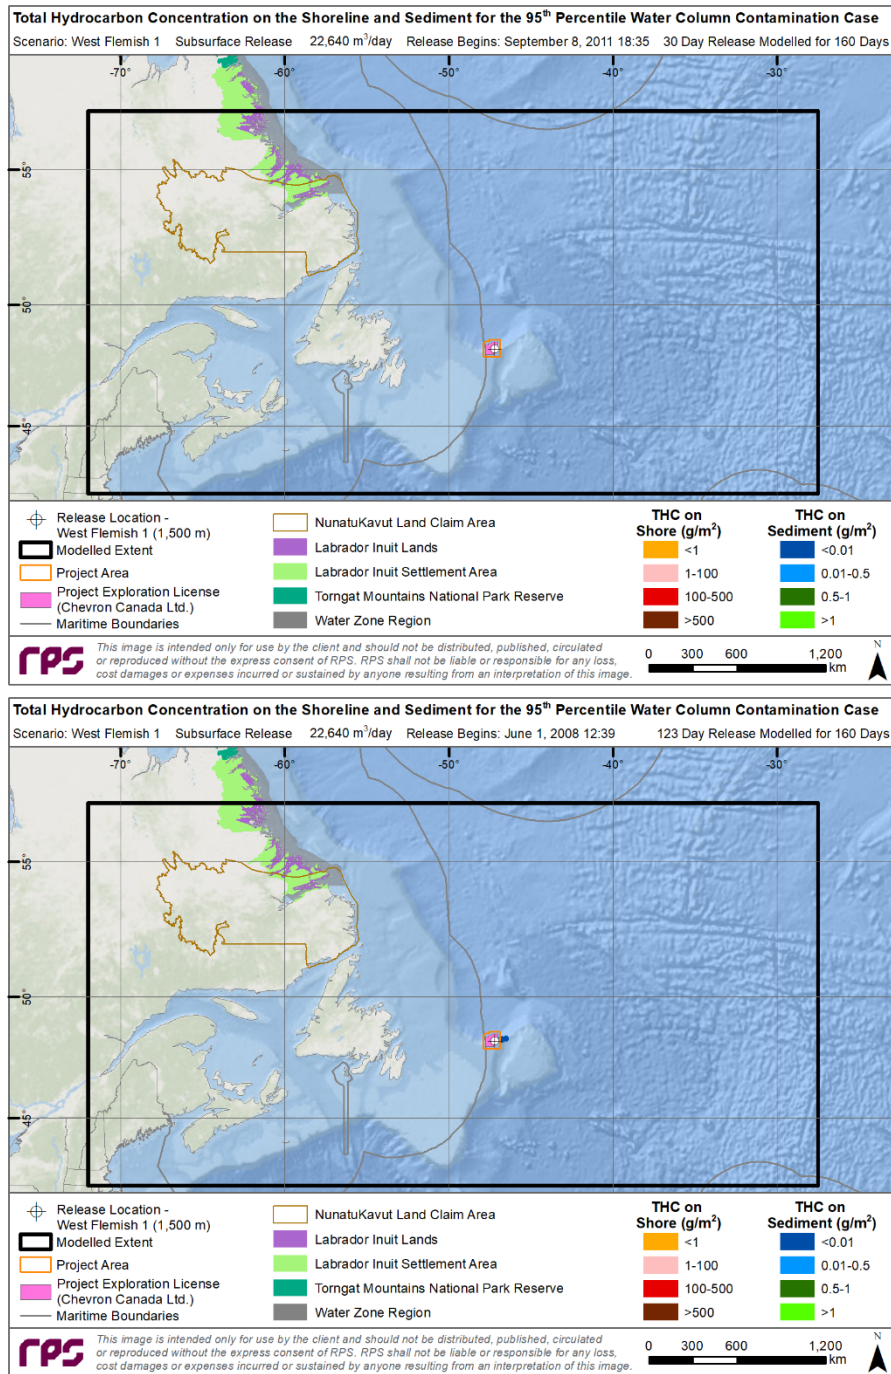 Total Hydrocarbon Concentration on the Shoreline and Sediment for the 95th Percentile Water Column Contamination Case
Scenario: West Flemish 1 Subsurface Release 22,640 m³/day Release Begins: September 8, 2011 18:35 30 Day Release Modelled for 160 Days
-70° -60° -50° -40° -30°
55°
50°
45°
Release Location -
West Flemish 1 (1,500 m)
Modelled Extent
Project Area
Project Exploration License
(Chevron Canada Ltd.)
Maritime Boundaries
NunatuKavut Land Claim Area
Labrador Inuit Lands
Labrador Inuit Settlement Area
Torngat Mountains National Park Reserve
Water Zone Region
THC on
Shore (g/m²)
<1
1-100
100-500
>500
THC on
Sediment (g/m²)
<0.01
0.01-0.5
0.5-1
>1
rps
This image is intended only for use by the client and should not be distributed, published, circulated
or reproduced without the express consent of RPS. RPS shall not be liable or responsible for any loss,
cost damages or expenses incurred or sustained by anyone resulting from an interpretation of this image.
0 300 600 1,200
km
N
Total Hydrocarbon Concentration on the Shoreline and Sediment for the 95th Percentile Water Column Contamination Case
Scenario: West Flemish 1 Subsurface Release 22,640 m³/day Release Begins: June 1, 2008 12:39 123 Day Release Modelled for 160 Days
-70° -60° -50° -40° -30°
55°
50°
45°
Release Location -
West Flemish 1 (1,500 m)
Modelled Extent
Project Area
Project Exploration License
(Chevron Canada Ltd.)
Maritime Boundaries
NunatuKavut Land Claim Area
Labrador Inuit Lands
Labrador Inuit Settlement Area
Torngat Mountains National Park Reserve
Water Zone Region
THC on
Shore (g/m²)
<1
1-100
100-500
>500
THC on
Sediment (g/m²)
<0.01
0.01-0.5
0.5-1
>1
rps
This image is intended only for use by the client and should not be distributed, published, circulated
or reproduced without the express consent of RPS. RPS shall not be liable or responsible for any loss,
cost damages or expenses incurred or sustained by anyone resulting from an interpretation of this image.
0 300 600 1,200
km
N